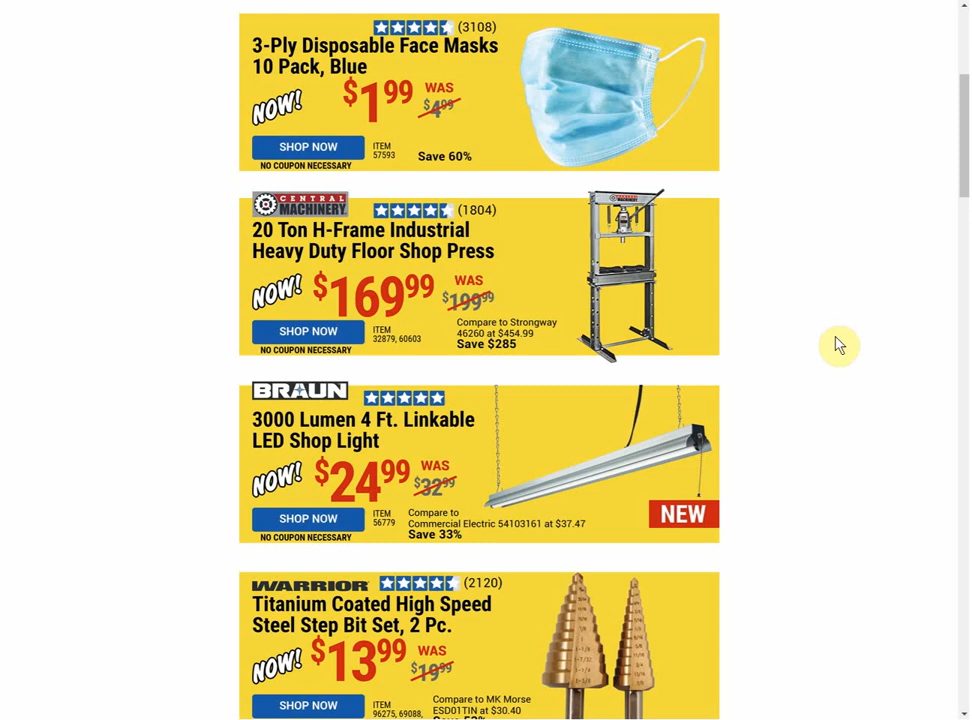 (3108)
3-Ply Disposable Face Masks
10 Pack, Blue
NOW! $1.99 WAS $4.99
SHOP NOW
ITEM
57593
Save 60%
NO COUPON NECESSARY
CENTRAL
MACHINERY
(1804)
20 Ton H-Frame Industrial
Heavy Duty Floor Shop Press
NOW! $169.99 WAS $199.99
SHOP NOW
ITEM
32879, 60603
Compare to Strongway
46260 at $454.99
Save $285
NO COUPON NECESSARY
BRAUN
3000 Lumen 4 Ft. Linkable
LED Shop Light
NOW! $24.99 WAS $32.99
SHOP NOW
ITEM
56779
Compare to
Commercial Electric 54103161 at $37.47
Save 33%
NO COUPON NECESSARY
NEW
WARRIOR
(2120)
Titanium Coated High Speed
Steel Step Bit Set, 2 Pc.
NOW! $13.99 WAS $19.99
SHOP NOW
ITEM
96275, 69088,
Compare to MK Morse
ESD01TIN at $30.40